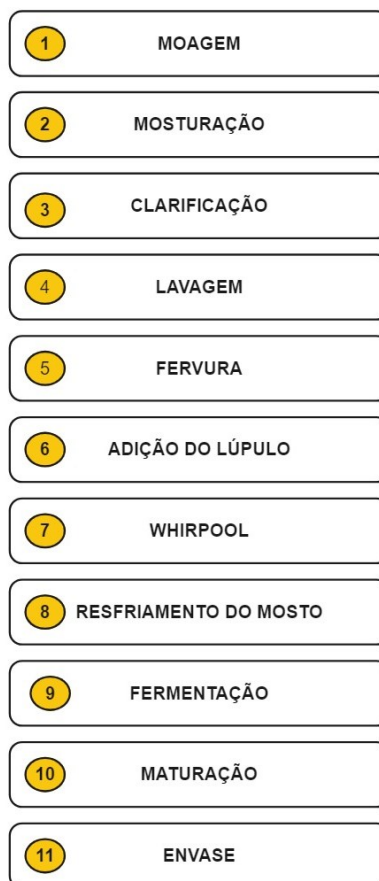 1 MOAGEM
2 MOSTURAÇÃO
3 CLARIFICAÇÃO
4 LAVAGEM
5 FERVURA
6 ADIÇÃO DO LÚPULO
7 WHIRPOOL
8 RESFRIAMENTO DO MOSTO
9 FERMENTAÇÃO
10 MATURAÇÃO
11 ENVASE